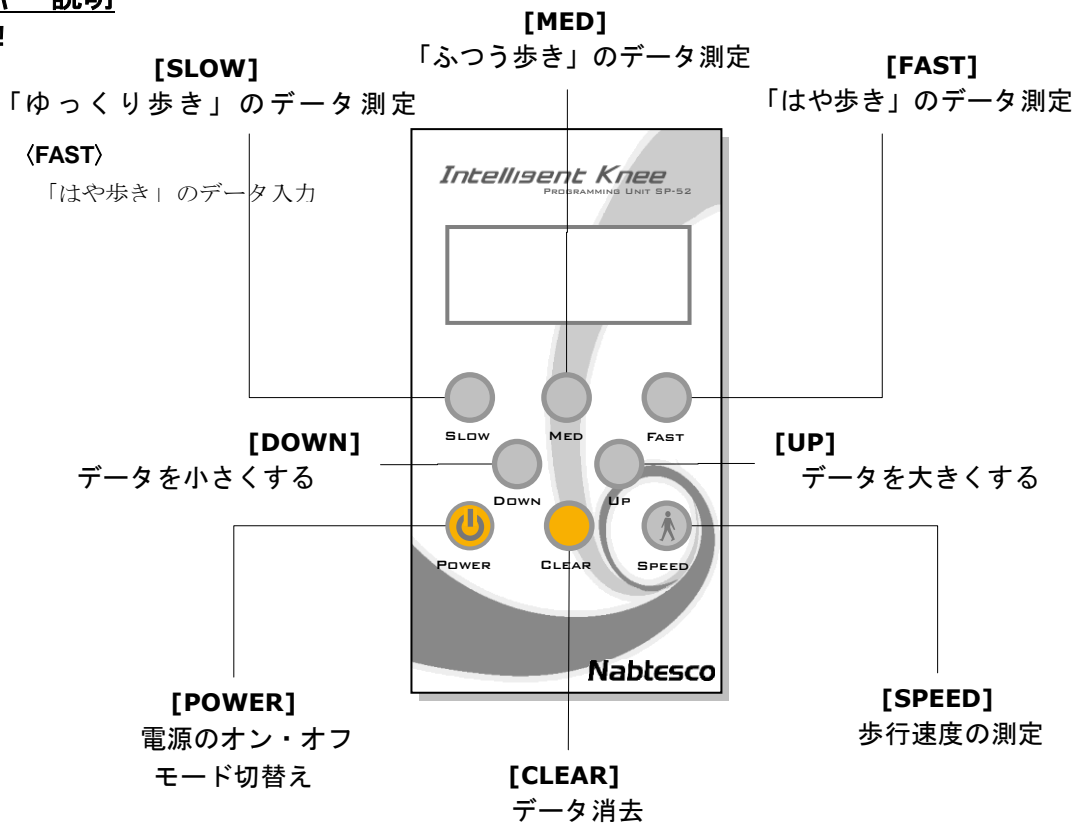 説明
!
[MED]
「ふつう歩き」のデータ測定
[SLOW]
「ゆっくり歩き」のデータ測定
[FAST]
「はや歩き」のデータ測定
〈FAST〉
「はや歩き」のデータ入力
Intelligent Knee
PROGRAMMING UNIT SP-52
SLOW
MED
FAST
[DOWN]
データを小さくする
[UP]
データを大きくする
DOWN
UP
POWER
CLEAR
SPEED
Nabtesco
[POWER]
電源のオン・オフ
モード切替え
[CLEAR]
データ消去
[SPEED]
歩行速度の測定